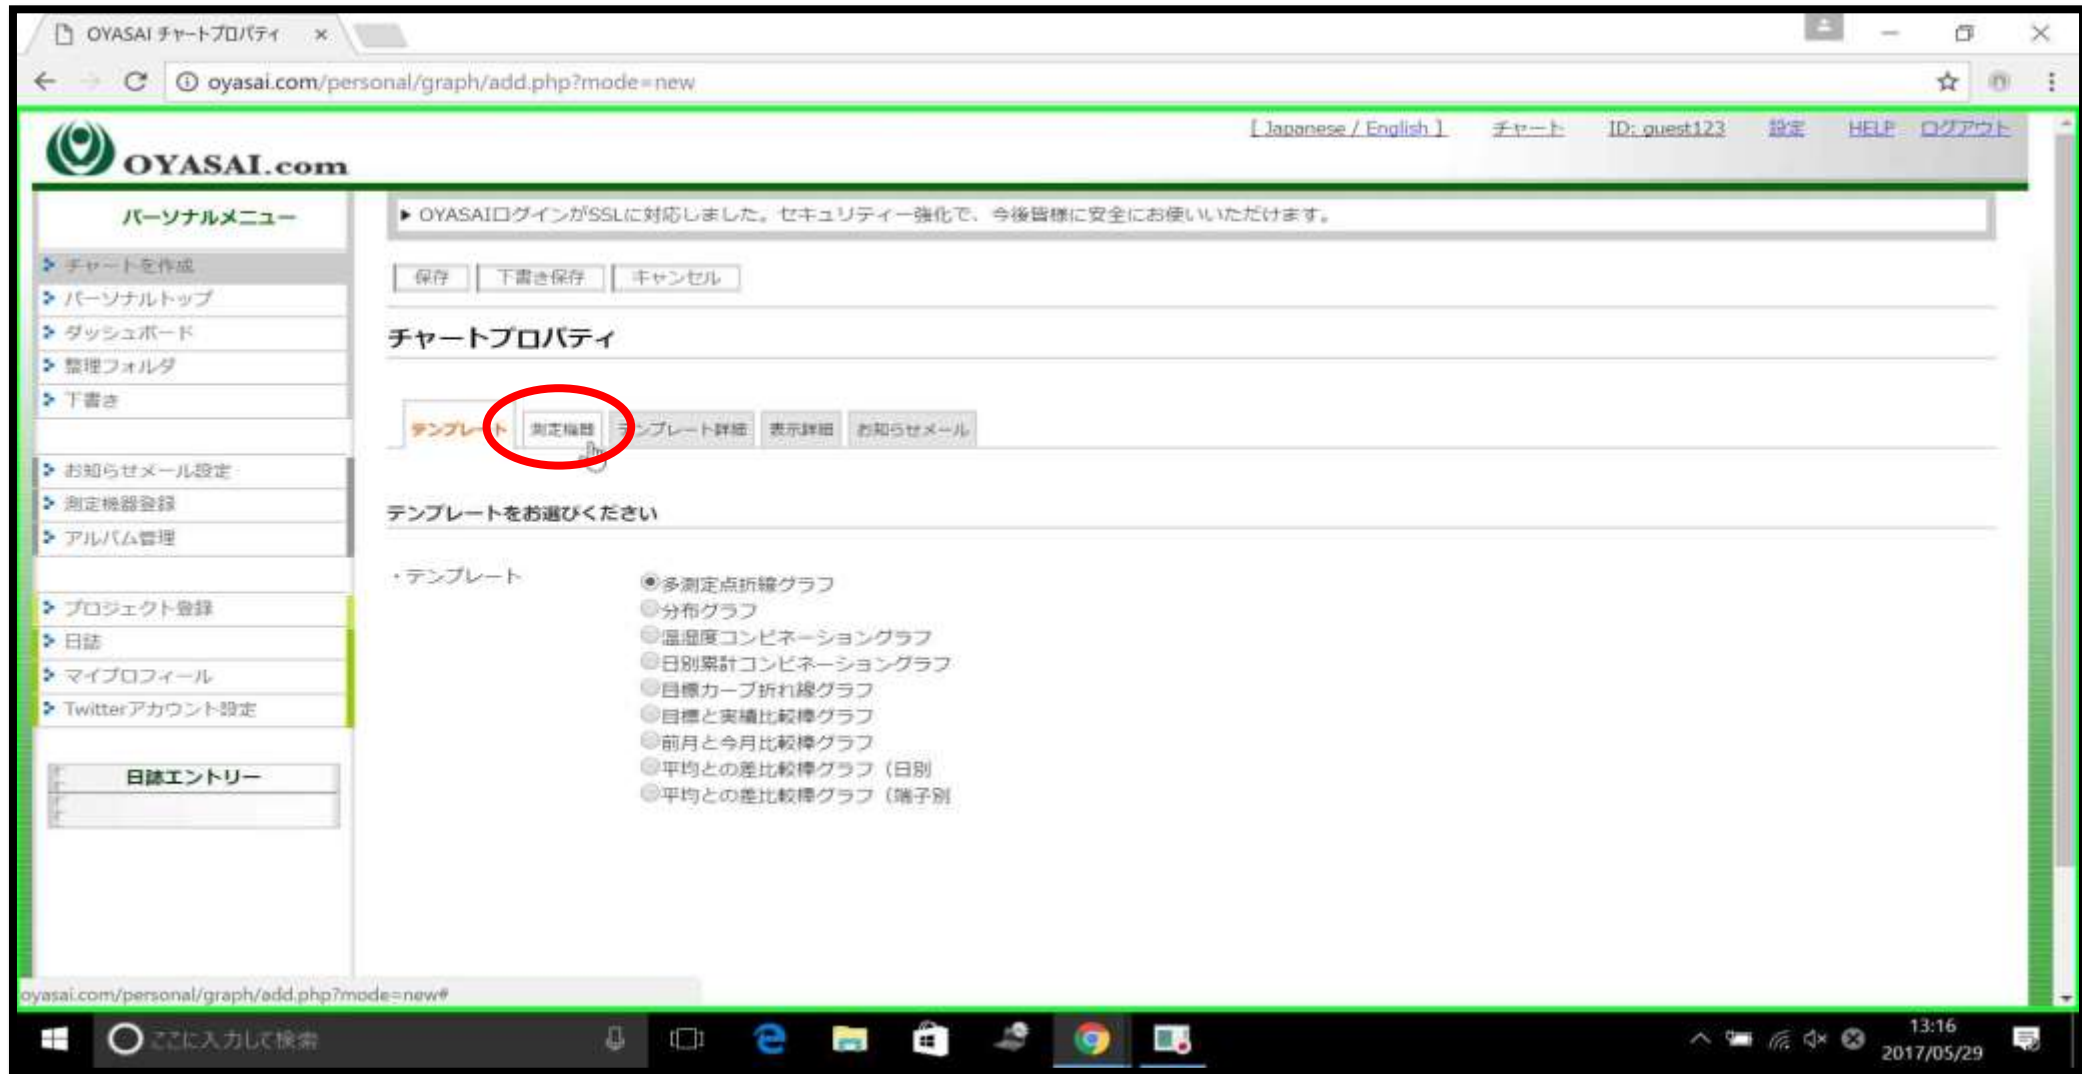 OYASAI チャートプロパティ ×
oyasai.com/personal/graph/add.php?mode=new
OYASAI.com
[ Japanese / English ] チャート ID: guest123 設定 HELP ログアウト
パーソナルメニュー
チャートを作成
パーソナルトップ
ダッシュボード
整理フォルダ
下書き
お知らせメール設定
測定機器登録
アルバム管理
プロジェクト登録
日誌
マイプロフィール
Twitterアカウント設定
日誌エントリー
▶ OYASAIログインがSSLに対応しました。セキュリティー強化で、今後皆様に安全にお使いいただけます。
保存 下書き保存 キャンセル
チャートプロパティ
テンプレート 測定機器 テンプレート詳細 表示詳細 お知らせメール
テンプレートをお選びください
・テンプレート
多測定点折線グラフ
分布グラフ
温湿度コンビネーショングラフ
日別累計コンビネーショングラフ
目標カーブ折れ線グラフ
目標と実績比較棒グラフ
前月と今月比較棒グラフ
平均との差比較棒グラフ（日別
平均との差比較棒グラフ（端子別
oyasai.com/personal/graph/add.php?mode=new#
ここに入力して検索
13:16
2017/05/29